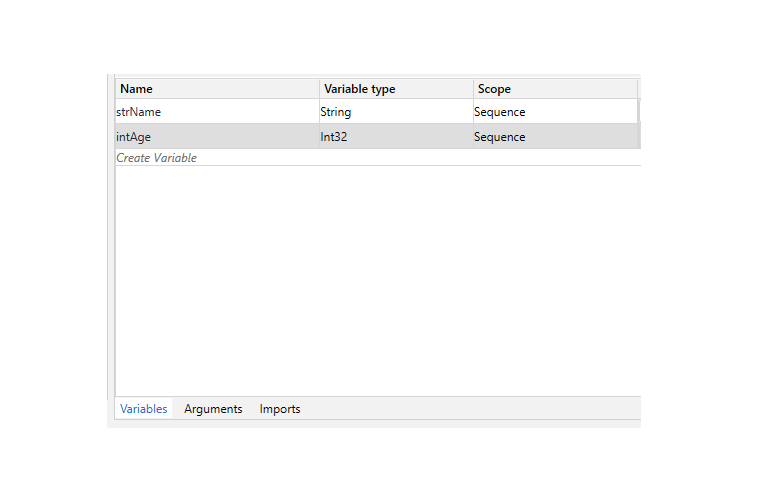 Name Variable type Scope
strName String Sequence
intAge Int32 Sequence
Create Variable
Variables Arguments Imports